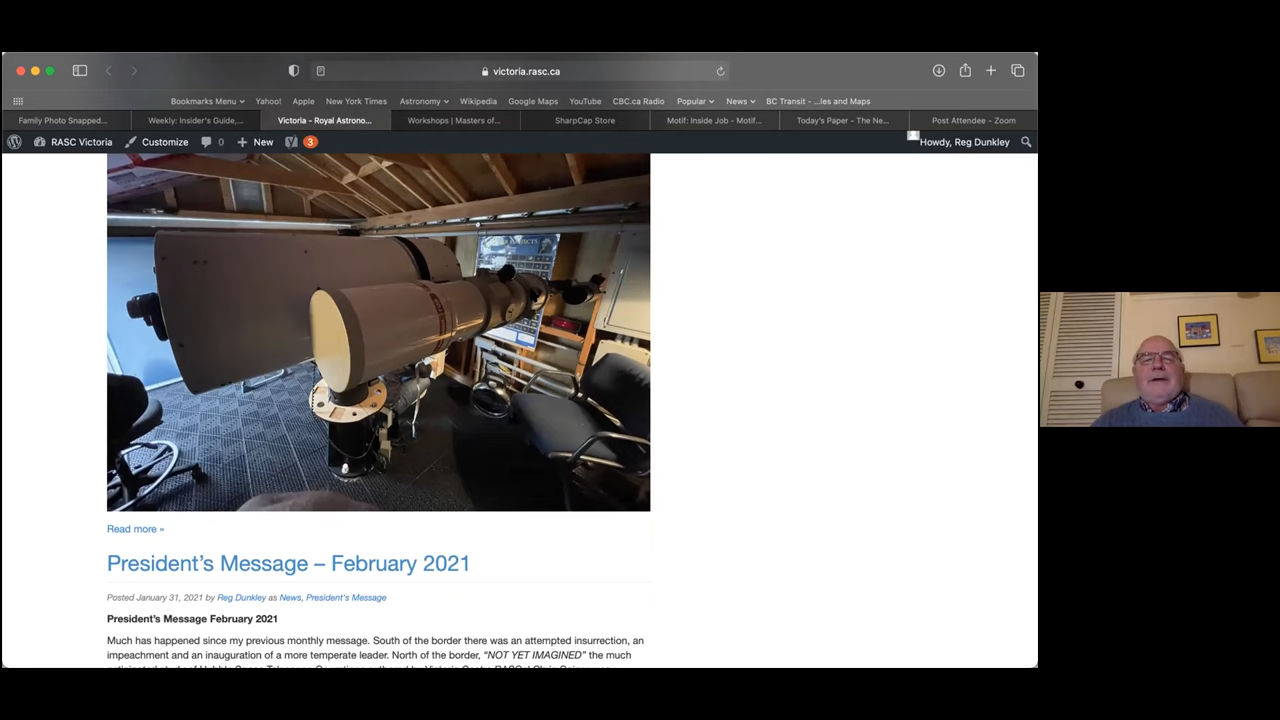 victoria.rasc.ca
Bookmarks Menu Yahoo! Apple New York Times Astronomy Wikipedia Google Maps YouTube CBC.ca Radio Popular News BC Transit - ...les and Maps
Family Photo Snapped... Weekly: Insider's Guide,... Victoria - Royal Astrono... Workshops | Masters of... SharpCap Store Motif: Inside Job - Motif... Today's Paper - The Ne... Post Attendee - Zoom
RASC Victoria Customize 0 New 3 Howdy, Reg Dunkley
Read more »
President's Message – February 2021
Posted January 31, 2021 by Reg Dunkley as News, President's Message
President's Message February 2021
Much has happened since my previous monthly message. South of the border there was an attempted insurrection, an
impeachment and an inauguration of a more temperate leader. North of the border, “NOT YET IMAGINED” the much